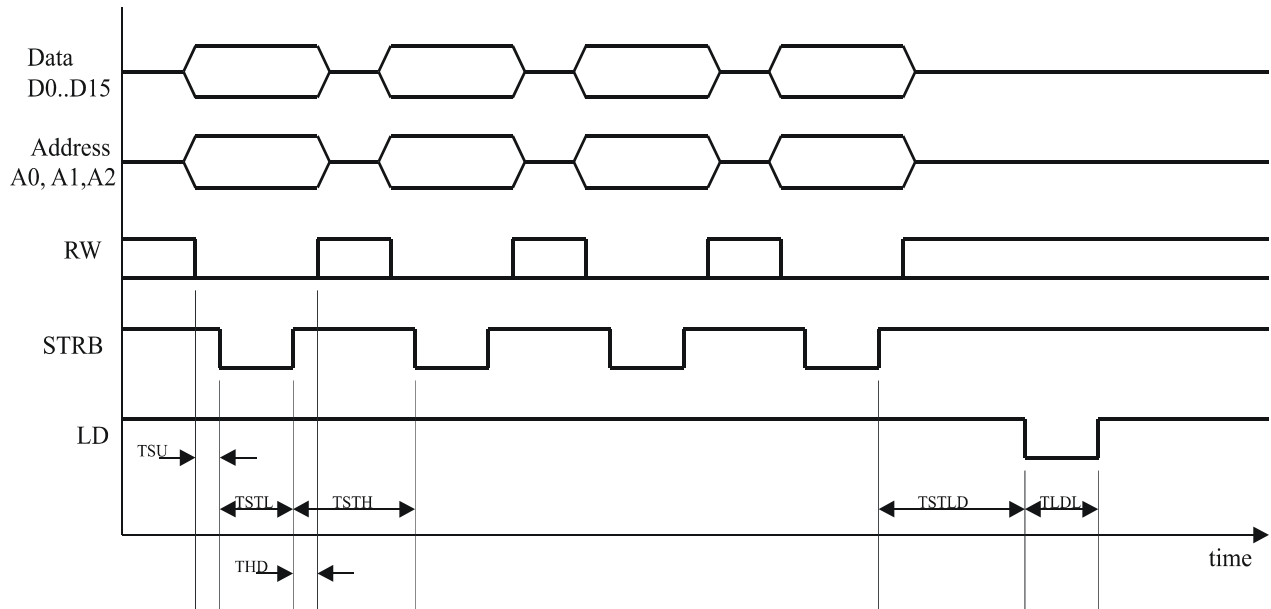 Data
D0..D15
Address
A0, A1,A2
RW
STRB
LD
TSU
TSTL
TSTH
TSTLD
TLDL
THD
time